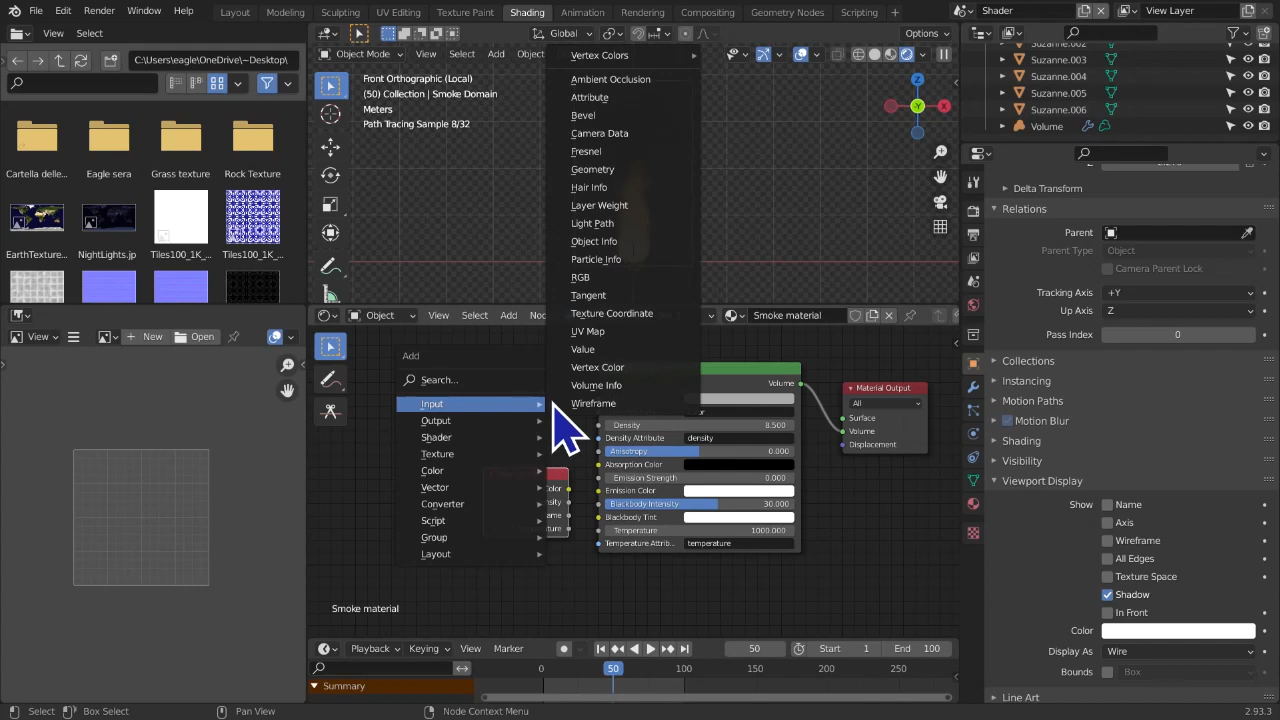 File Edit Render Window Help Layout Modeling Sculpting UV Editing Texture Paint Shading Animation Rendering Compositing Geometry Nodes Scripting + Shader View Layer
View Select
C:\Users\eagle\OneDrive\~Desktop\
Cartella delle... Eagle sera Grass texture Rock Texture
EarthTexture... NightLights.jp Tiles100_1K_... Tiles100_1K_...
View New Open
Global Options
Object Mode View Select Add
Front Orthographic (Local)
(50) Collection | Smoke Domain
Meters
Path Tracing Sample 8/32
Z
-Y
X
Object View Select Add Smoke material
Add
Search...
Input
Output
Shader
Texture
Color
Vector
Converter
Script
Group
Layout
Vertex Colors
Ambient Occlusion
Attribute
Bevel
Camera Data
Fresnel
Geometry
Hair Info
Layer Weight
Light Path
Object Info
Particle Info
RGB
Tangent
Texture Coordinate
UV Map
Value
Vertex Color
Volume Info
Wireframe
Volume
Density 8.500
Density Attribute density
Anisotropy 0.000
Absorption Color
Emission Strength 0.000
Emission Color
Blackbody Intensity 30.000
Blackbody Tint
Temperature 1000.000
Temperature Attrib... temperature
Material Output
All
Surface
Volume
Displacement
Smoke material
Playback Keying View Marker 50 Start 1 End 100
0 50 100 150 200 250
Summary
Suzanne.002
Suzanne.003
Suzanne.004
Suzanne.005
Suzanne.006
Volume
Delta Transform
Relations
Parent
Parent Type Object
Camera Parent Lock
Tracking Axis +Y
Up Axis Z
Pass Index 0
Collections
Instancing
Motion Paths
Motion Blur
Shading
Visibility
Viewport Display
Show Name
Axis
Wireframe
All Edges
Texture Space
Shadow
In Front
Color
Display As Wire
Bounds Box
Line Art
Select Box Select Pan View Node Context Menu 2.93.3